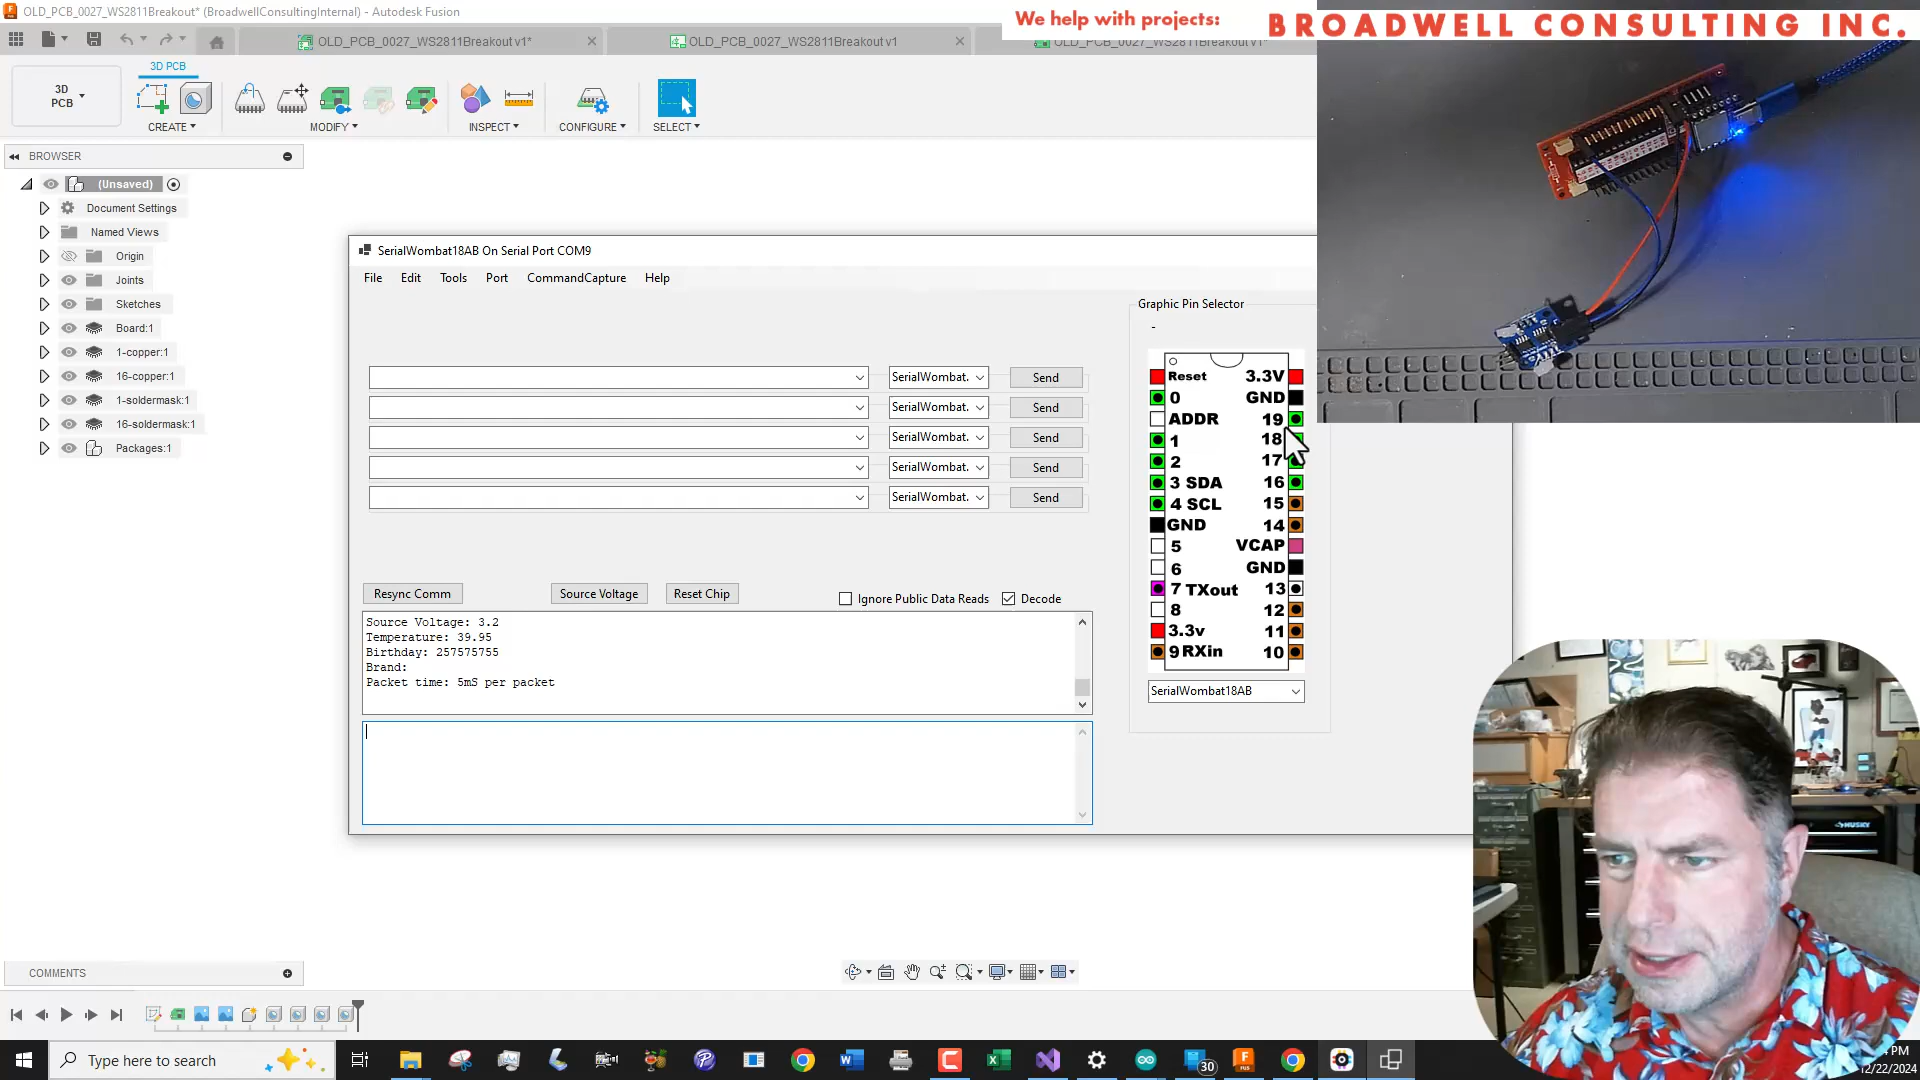 OLD_PCB_0027_WS2811Breakout* (BroadwellConsultingInternal) - Autodesk Fusion
We help with projects:
BROADWELL CONSULTING INC.
OLD_PCB_0027_WS2811Breakout v1*
OLD_PCB_0027_WS2811Breakout v1
OLD_PCB_0027_WS2811Breakout v1*
3D PCB
3D
PCB
CREATE
MODIFY
INSPECT
CONFIGURE
SELECT
BROWSER
(Unsaved)
Document Settings
Named Views
Origin
Joints
Sketches
Board:1
1-copper:1
16-copper:1
1-soldermask:1
16-soldermask:1
Packages:1
SerialWombat18AB On Serial Port COM9
File
Edit
Tools
Port
CommandCapture
Help
Graphic Pin Selector
-
SerialWombat.
Send
SerialWombat.
Send
SerialWombat.
Send
SerialWombat.
Send
SerialWombat.
Send
Reset 3.3V
0 GND
ADDR 19
1 18
2 17
3 SDA 16
4 SCL 15
GND 14
5 VCAP
6 GND
7 TXout 13
8 12
3.3v 11
9 RXin 10
SerialWombat18AB
Resync Comm
Source Voltage
Reset Chip
Ignore Public Data Reads
Decode
Source Voltage: 3.2
Temperature: 39.95
Birthday: 257575755
Brand:
Packet time: 5mS per packet
HUSKY
COMMENTS
Type here to search
30
FUS
PM
12/22/2024